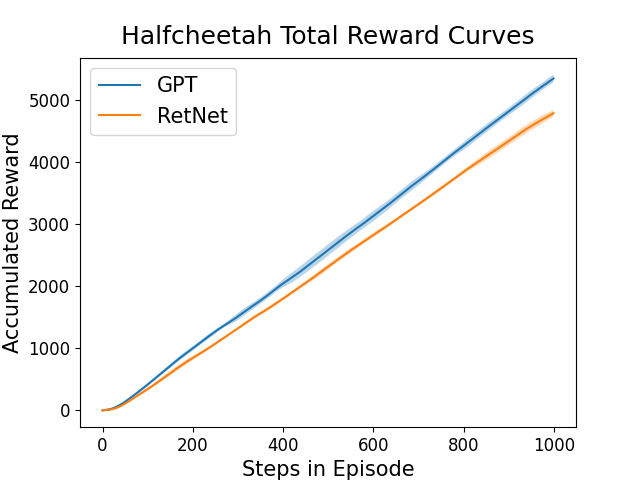 Halfcheetah Total Reward Curves
GPT
RetNet
Accumulated Reward
5000
4000
3000
2000
1000
0
0 200 400 600 800 1000
Steps in Episode